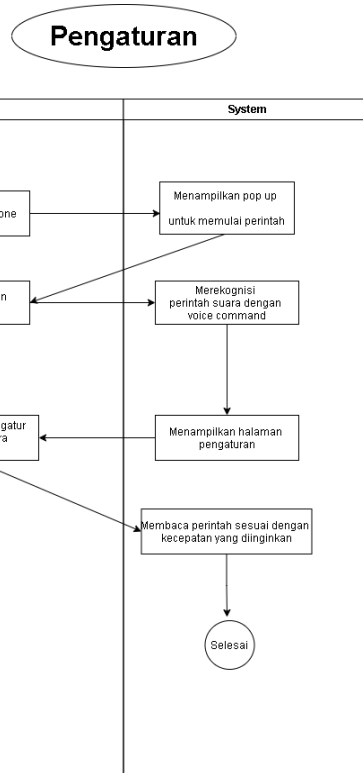 Pengaturan
System
one
Menampilkan pop up
untuk memulai perintah
n
Merekognisi
perintah suara dengan
voice command
gatur
ra
Menampilkan halaman
pengaturan
Membaca perintah sesuai dengan
kecepatan yang diinginkan
Selesai